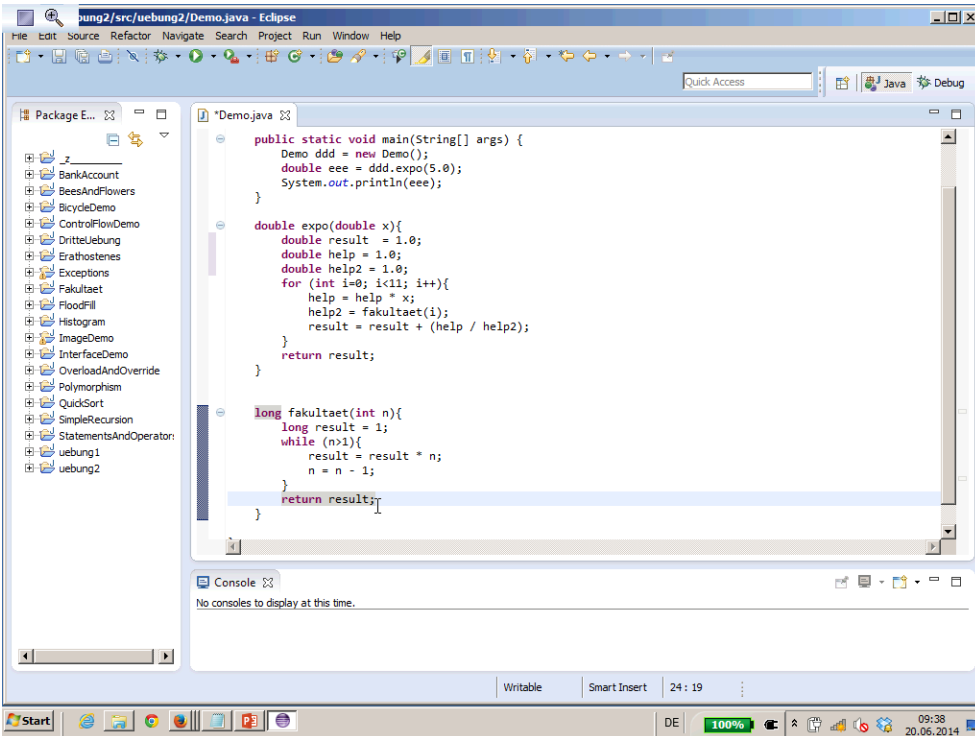 bung2/src/uebung2/Demo.java - Eclipse
File Edit Source Refactor Navigate Search Project Run Window Help
Quick Access
Java
Debug
Package E...
*Demo.java
_z_________
BankAccount
BeesAndFlowers
BicycleDemo
ControlFlowDemo
DritteUebung
Erathostenes
Exceptions
Fakultaet
FloodFill
Histogram
ImageDemo
InterfaceDemo
OverloadAndOverride
Polymorphism
QuickSort
SimpleRecursion
StatementsAndOperator
uebung1
uebung2
public static void main(String[] args) {
Demo ddd = new Demo();
double eee = ddd.expo(5.0);
System.out.println(eee);
}
double expo(double x){
double result  = 1.0;
double help = 1.0;
double help2 = 1.0;
for (int i=0; i<11; i++){
help = help * x;
help2 = fakultaet(i);
result = result + (help / help2);
}
return result;
}
long fakultaet(int n){
long result = 1;
while (n>1){
result = result * n;
n = n - 1;
}
return result;
}
Console
No consoles to display at this time.
Writable
Smart Insert
24 : 19
Start
DE
100%
09:38
20.06.2014